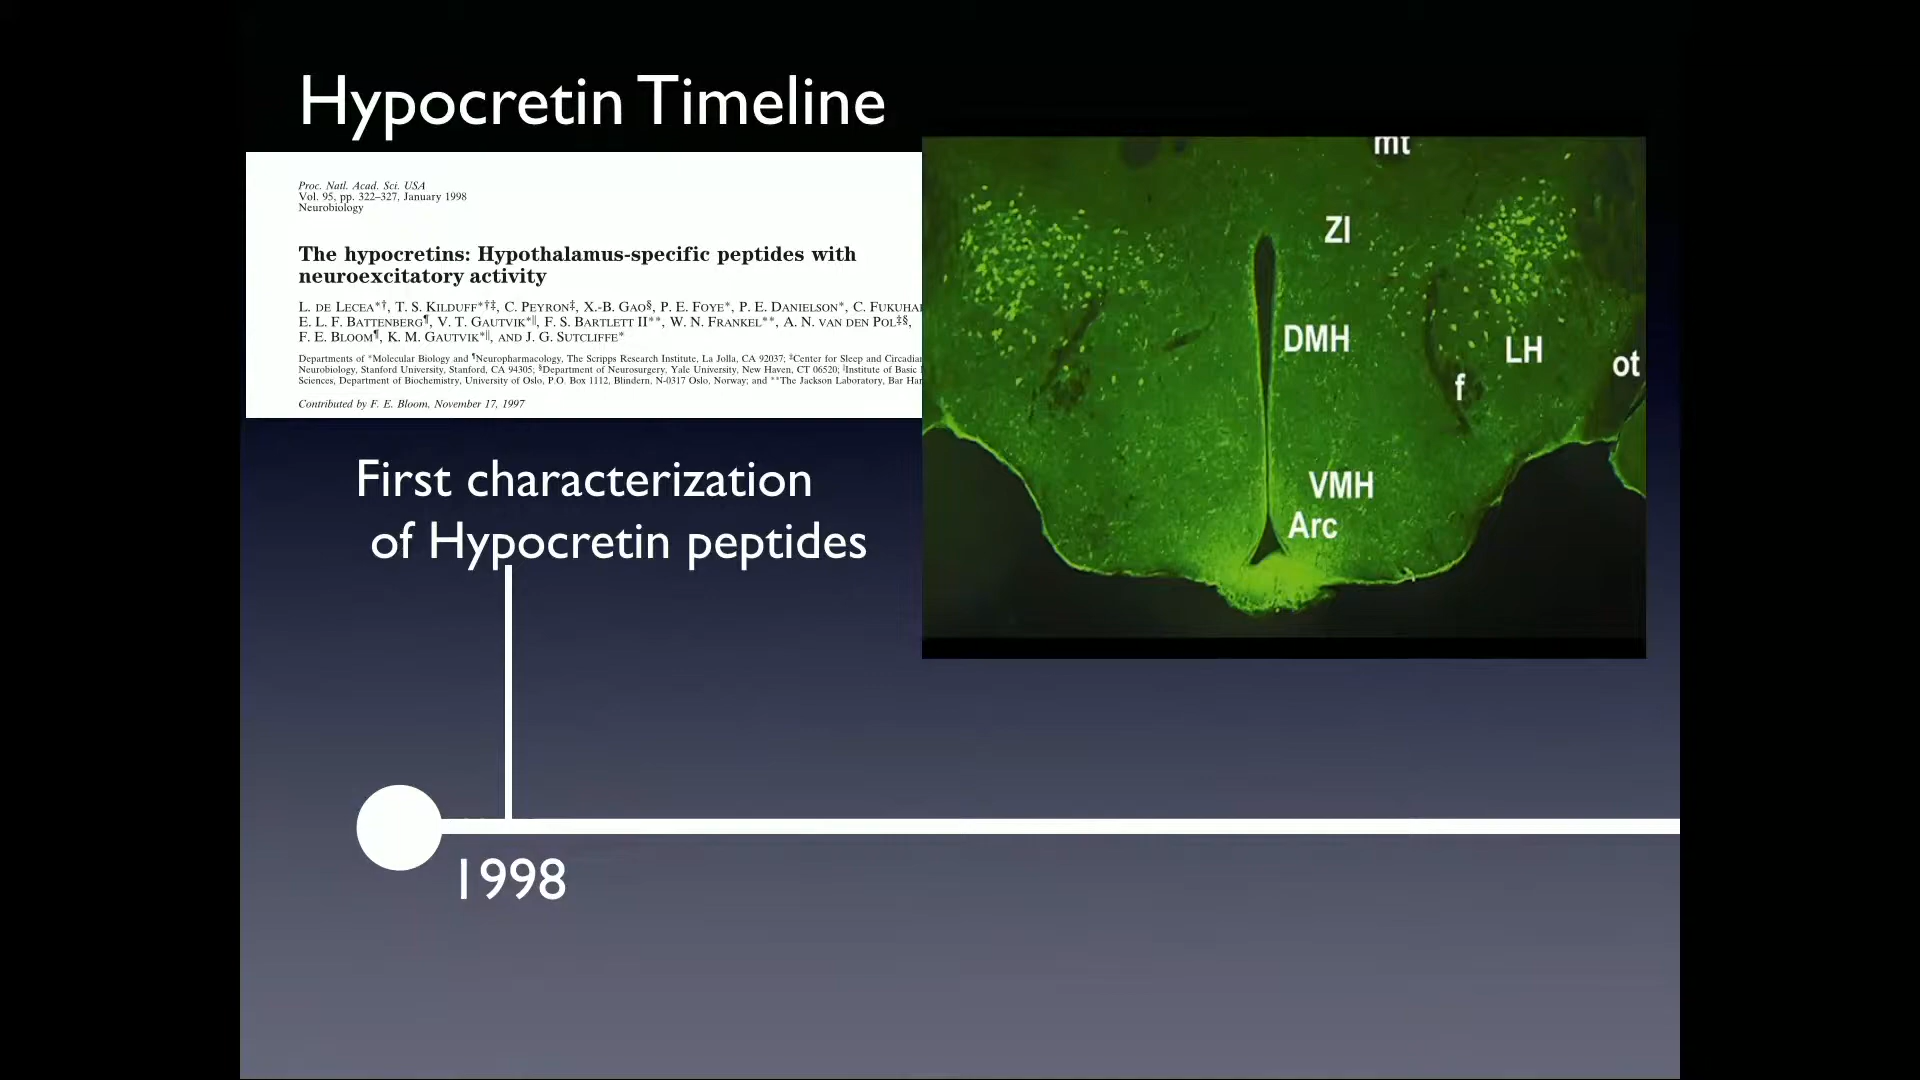 Hypocretin Timeline
Proc. Natl. Acad. Sci. USA
Vol. 95, pp. 322–327, January 1998
Neurobiology
The hypocretins: Hypothalamus-specific peptides with
neuroexcitatory activity
L. DE LECEA*†, T. S. KILDUFF*†‡, C. PEYRON‡, X.-B. GAO§, P. E. FOYE*, P. E. DANIELSON*, C.
E. L. F. BATTENBERG¶, V. T. GAUTVIK*‖, F. S. BARTLETT II**, W. N. FRANKEL**, A. N. VAN DEN POL‡§,
F. E. BLOOM¶, K. M. GAUTVIK*‖, AND J. G. SUTCLIFFE*
Departments of *Molecular Biology and ¶Neuropharmacology, The Scripps Research Institute, La Jolla, CA 92037; ‡Center for Sleep and
Neurobiology, Stanford University, Stanford, CA 94305; §Department of Neurosurgery, Yale University, New Haven, CT 06520; ‖Institute of Basic
Sciences, Department of Biochemistry, University of Oslo, P.O. Box 1112, Blindern, N-0317 Oslo, Norway; and **The Jackson Laboratory, Bar
Contributed by F. E. Bloom, November 17, 1997
mt
ZI
DMH
LH
ot
f
VMH
Arc
First characterization
of Hypocretin peptides
1998